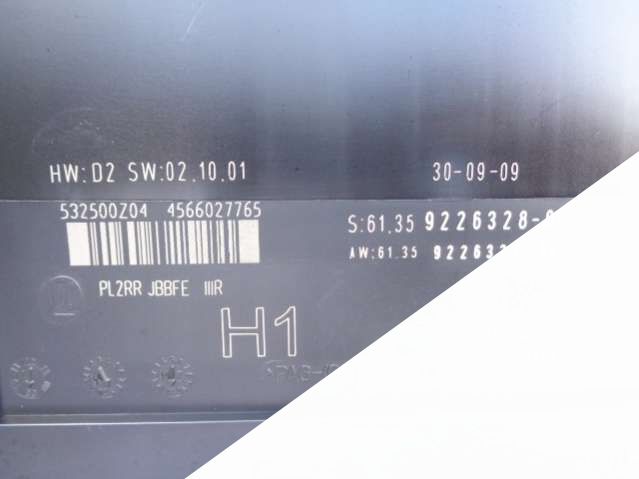 HW:D2 SW:02.10.01 30-09-09
532500Z04 4566027765
S:61.35 9226328-
AW:61.35 92263
PL2RR JBBFE IIIR
H1